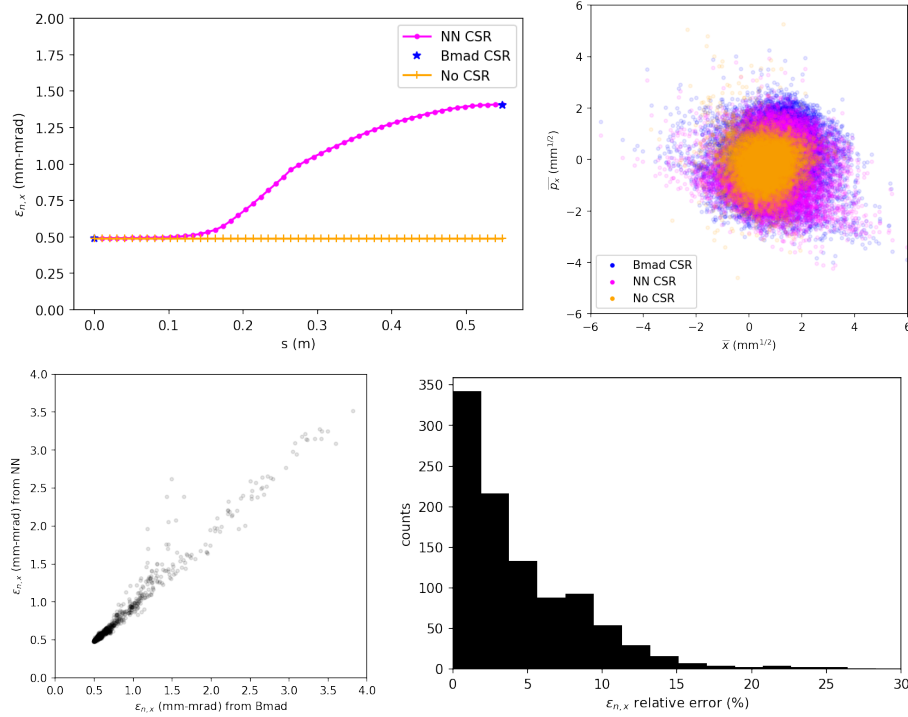 2.00
1.75
1.50
1.25
1.00
0.75
0.50
0.25
0.00
ε_{n, x} (mm-mrad)
0.0 0.1 0.2 0.3 0.4 0.5
s (m)
NN CSR
Bmad CSR
No CSR
6
4
2
0
−2
−4
−6
p̅_x (mm^{1/2})
Bmad CSR
NN CSR
No CSR
−6 −4 −2 0 2 4 6
x̅ (mm^{1/2})
4.0
3.5
3.0
2.5
2.0
1.5
1.0
0.5
0.0
ε_{n, x} (mm-mrad) from NN
0.0 0.5 1.0 1.5 2.0 2.5 3.0 3.5 4.0
ε_{n, x} (mm-mrad) from Bmad
350
300
250
200
150
100
50
0
counts
0 5 10 15 20 25 30
ε_{n, x} relative error (%)